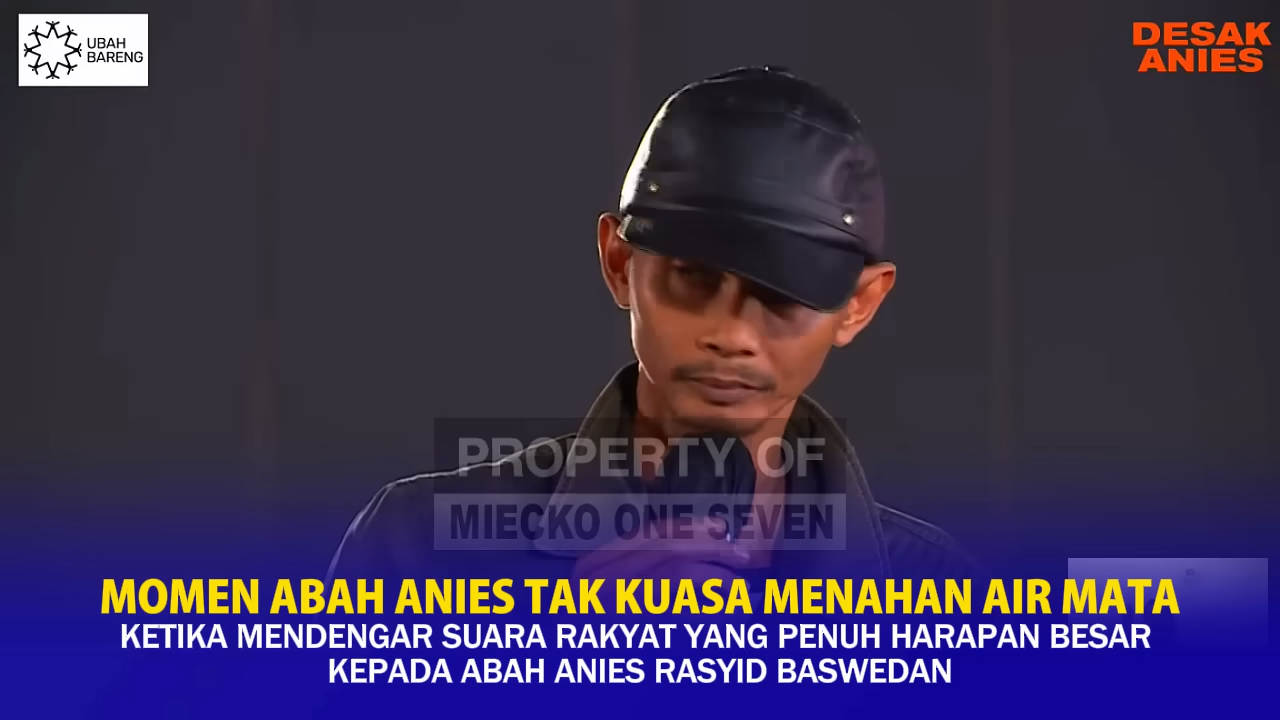 UBAH
BARENG
DESAK
ANIES
PROPERTY OF
MIECKO ONE SEVEN
MOMEN ABAH ANIES TAK KUASA MENAHAN AIR MATA
KETIKA MENDENGAR SUARA RAKYAT YANG PENUH HARAPAN BESAR
KEPADA ABAH ANIES RASYID BASWEDAN